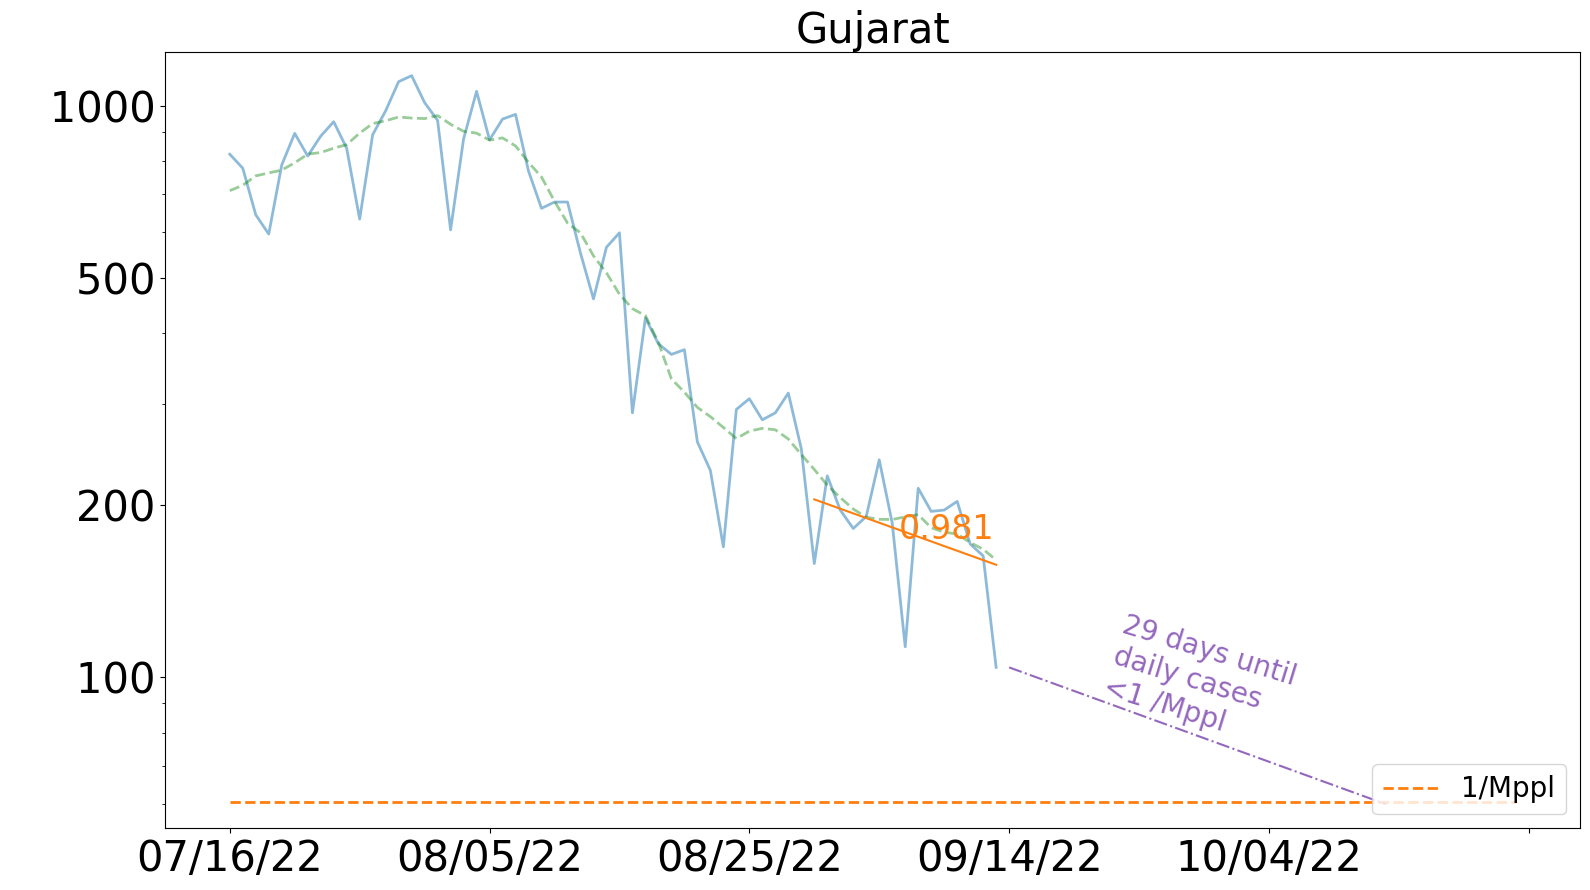 Gujarat
1000
500
200
100
0.981
29 days until
daily cases
<1 /Mppl
1/Mppl
07/16/22
08/05/22
08/25/22
09/14/22
10/04/22